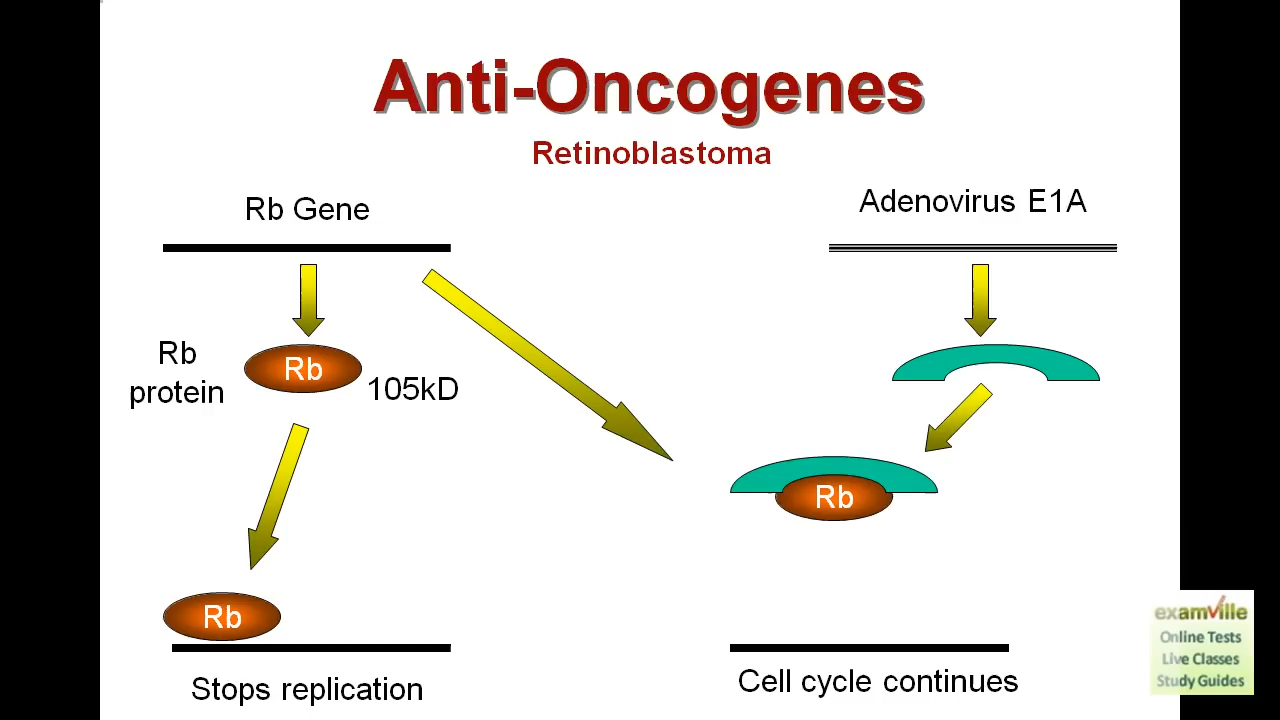 Anti-Oncogenes
Retinoblastoma
Rb Gene
Adenovirus E1A
Rb
protein
Rb
105kD
Rb
Rb
Stops replication
Cell cycle continues
examville
Online Tests
Live Classes
Study Guides